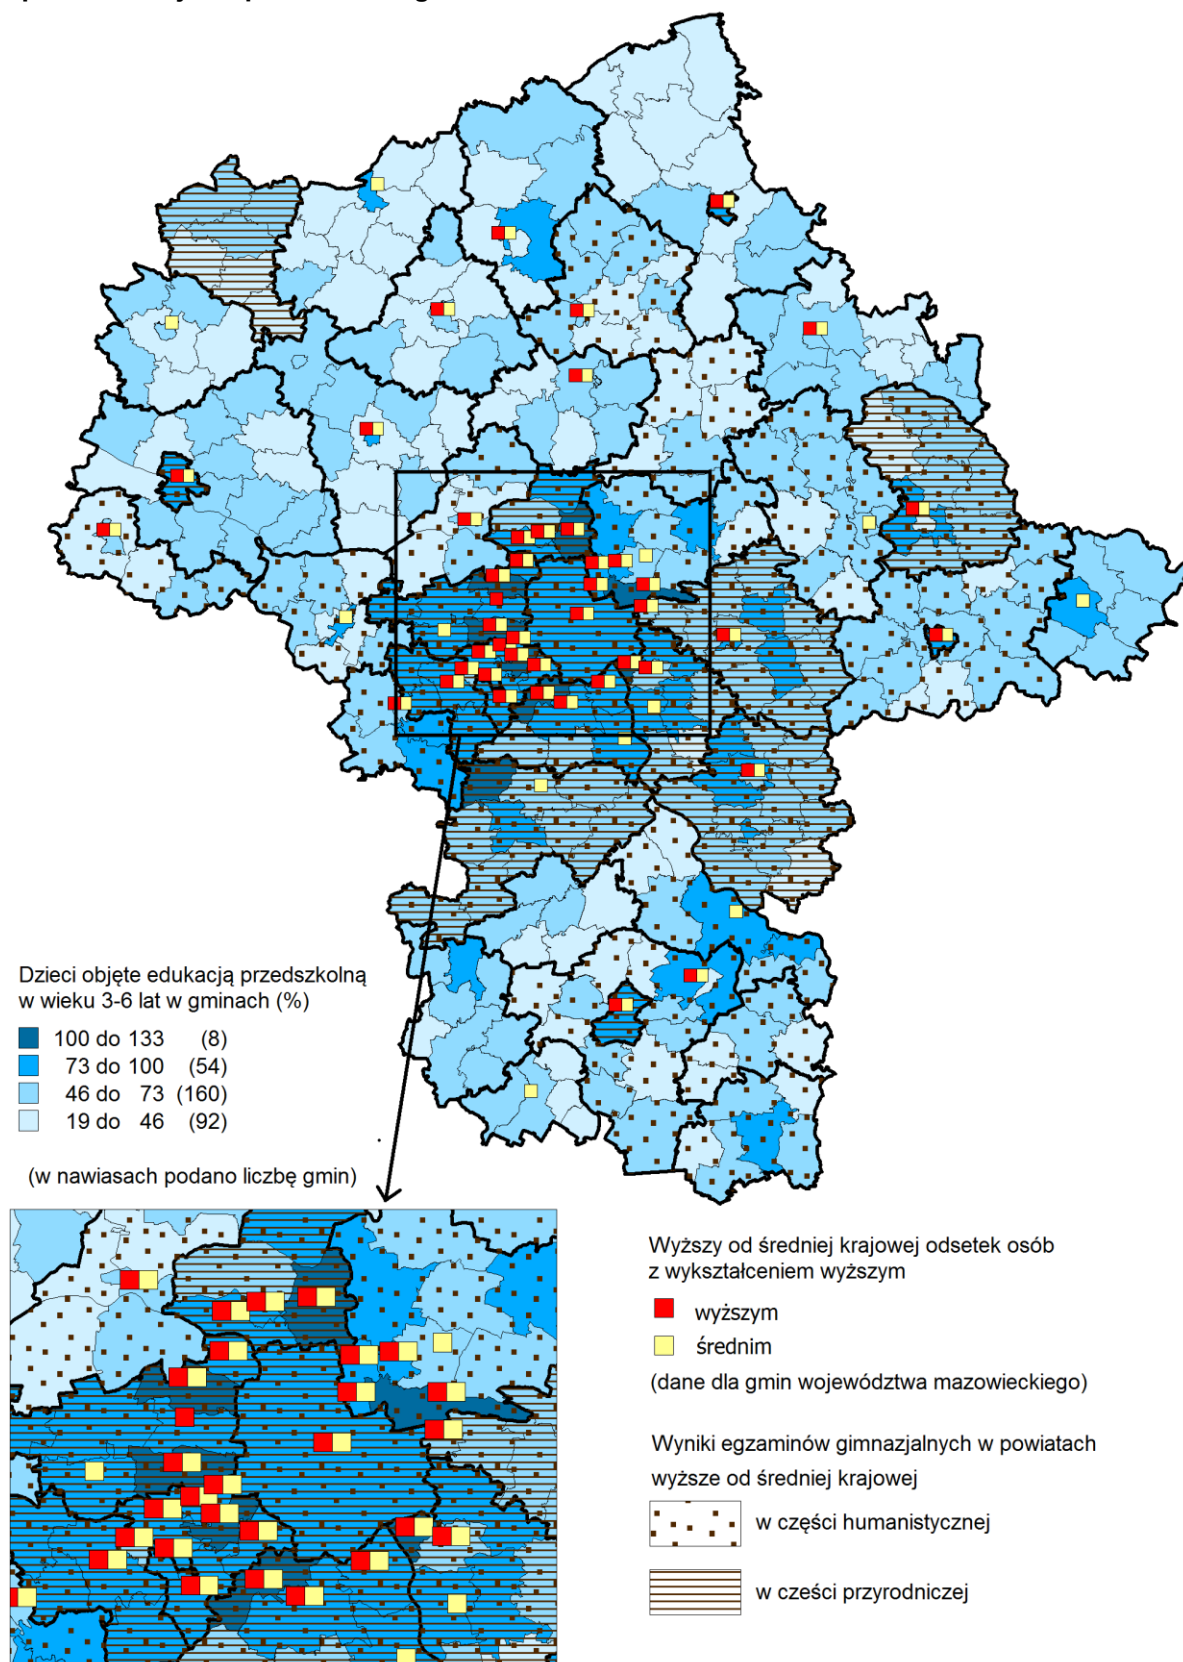 Dzieci objęte edukacją przedszkolną
w wieku 3-6 lat w gminach (%)
100 do 133 (8)
73 do 100 (54)
46 do 73 (160)
19 do 46 (92)
(w nawiasach podano liczbę gmin)
Wyższy od średniej krajowej odsetek osób
z wykształceniem wyższym
wyższym
średnim
(dane dla gmin województwa mazowieckiego)
Wyniki egzaminów gimnazjalnych w powiatach
wyższe od średniej krajowej
w części humanistycznej
w cześci przyrodniczej